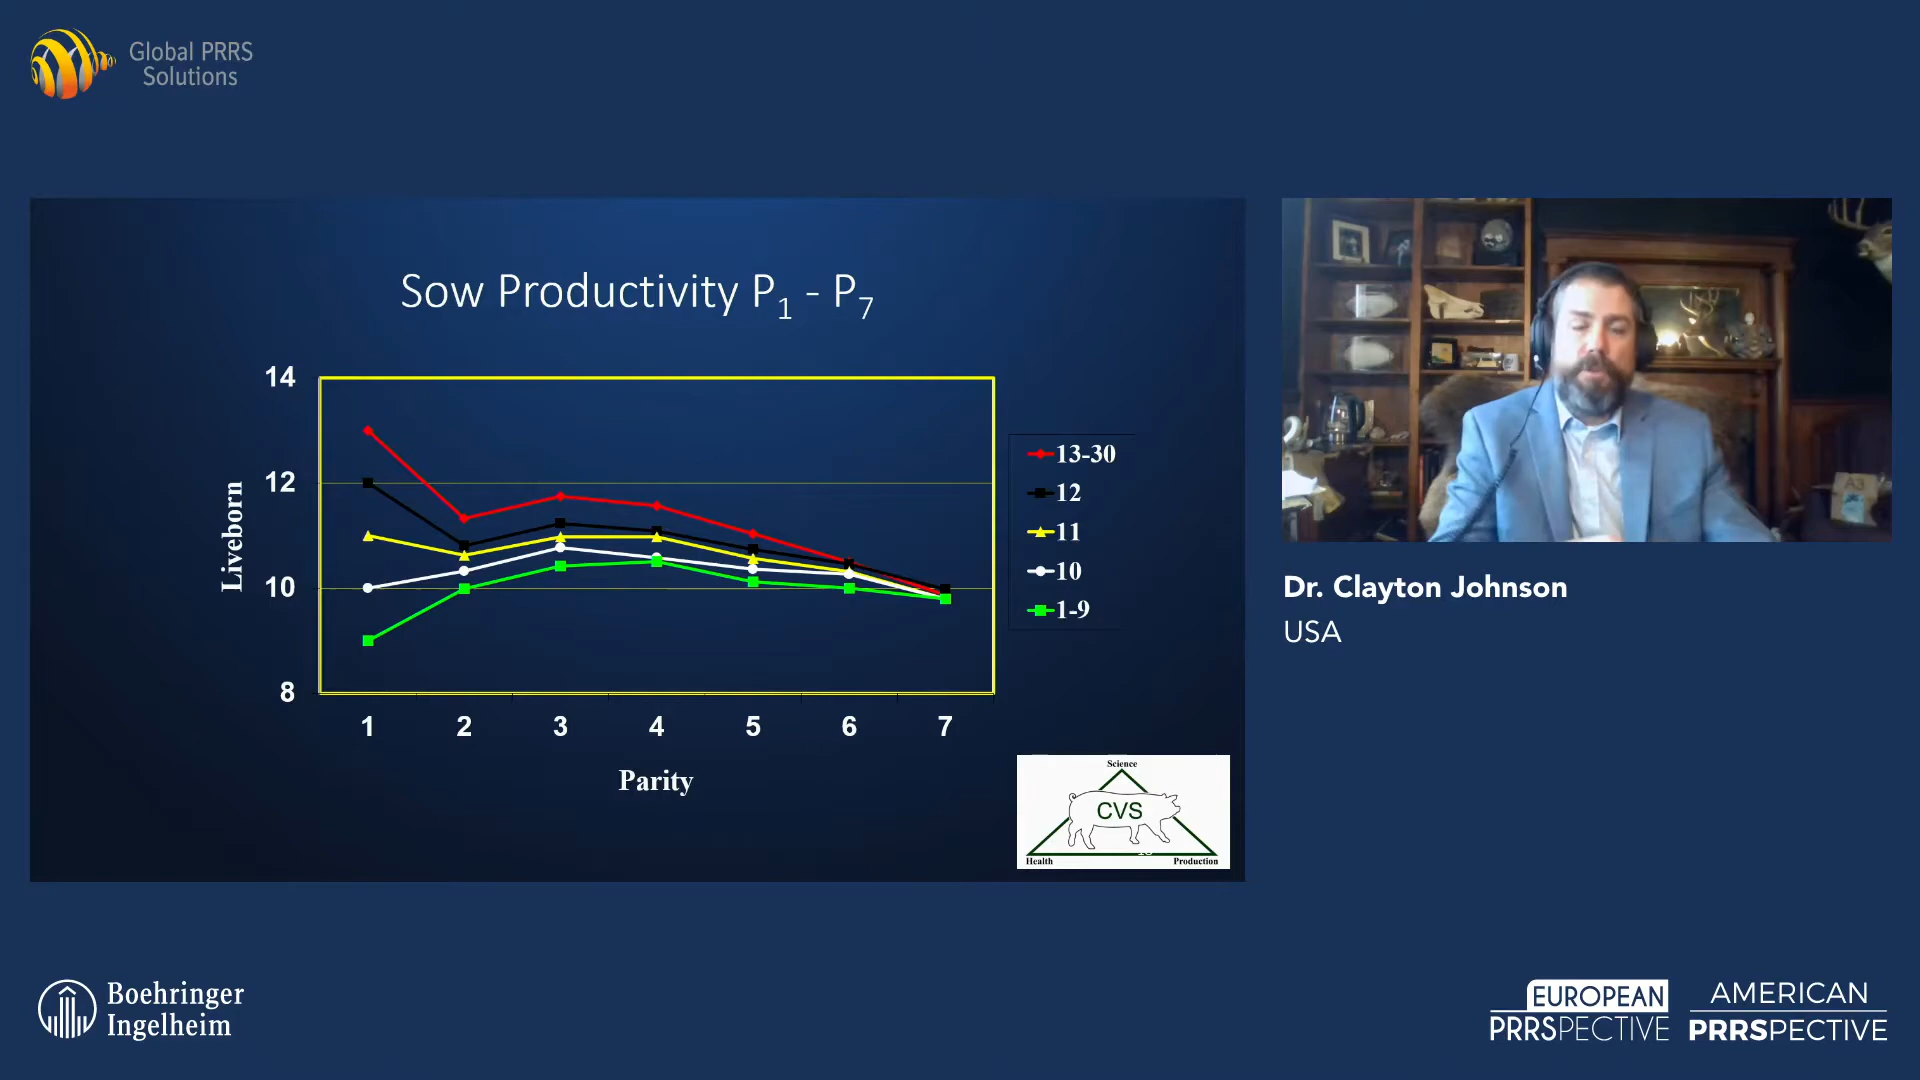 Global PRRS
Solutions
Sow Productivity P1 - P7
14
12
10
8
Liveborn
1 2 3 4 5 6 7
Parity
13-30
12
11
10
1-9
Science
CVS
Health
Production
Dr. Clayton Johnson
USA
Boehringer
Ingelheim
EUROPEAN
PRRSPECTIVE
AMERICAN
PRRSPECTIVE